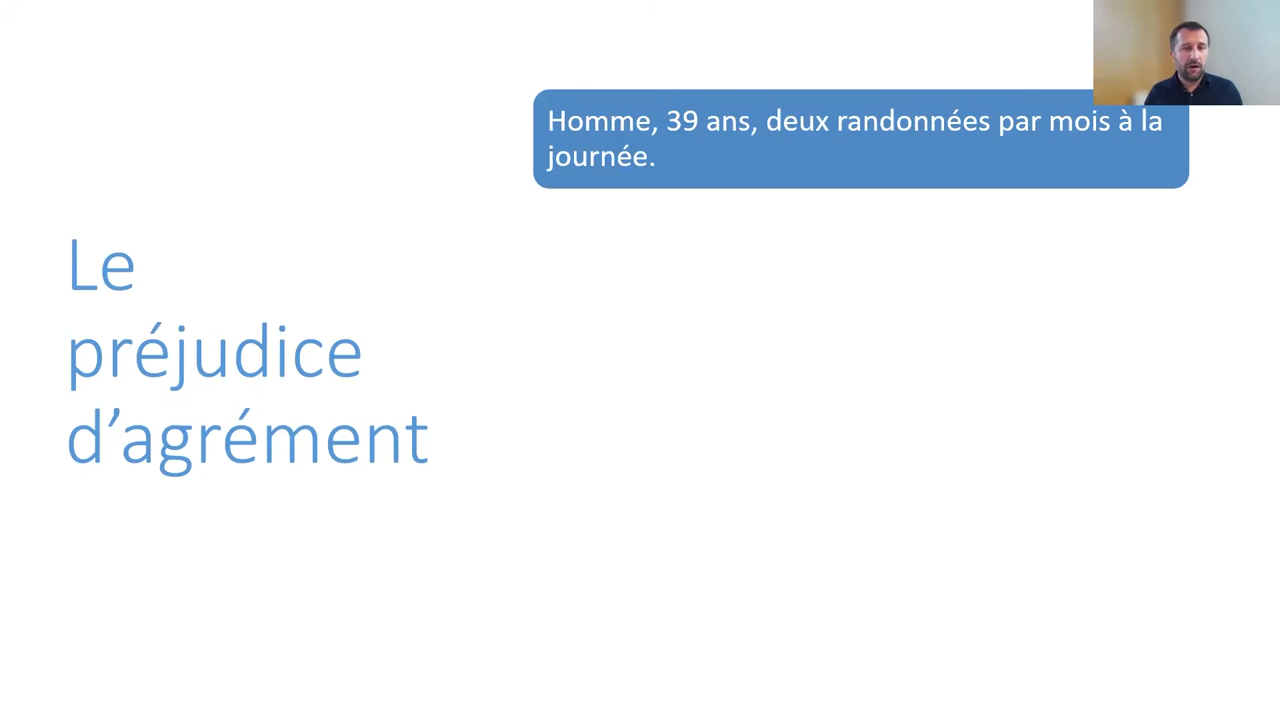 Homme, 39 ans, deux randonnées par mois à la
journée.
Le
préjudice
d’agrément